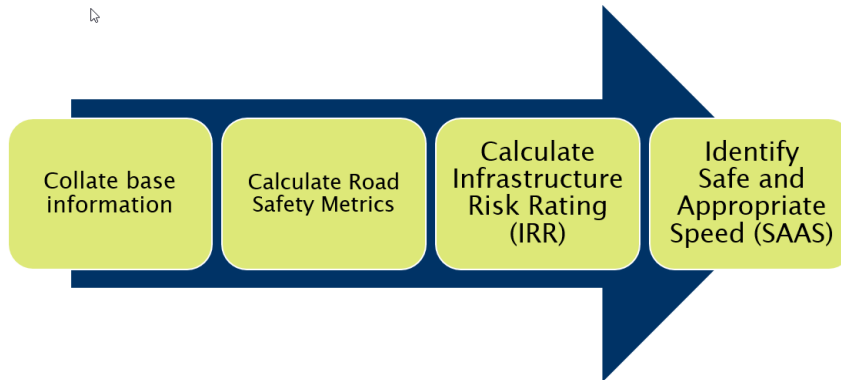 Collate base
information
Calculate Road
Safety Metrics
Calculate
Infrastructure
Risk Rating
(IRR)
Identify
Safe and
Appropriate
Speed (SAAS)